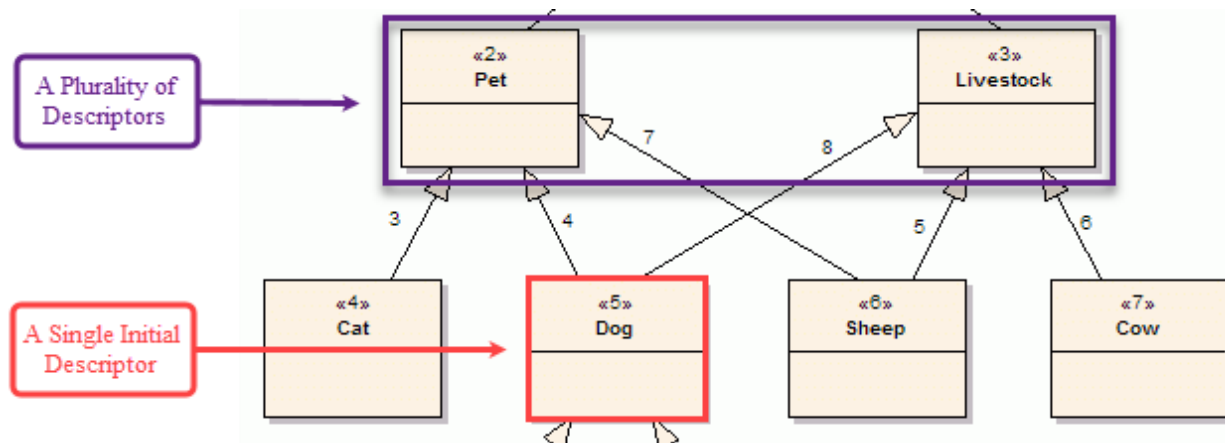 A Plurality of
Descriptors
«2»
Pet
«3»
Livestock
7
8
3
4
5
6
A Single Initial
Descriptor
«4»
Cat
«5»
Dog
«6»
Sheep
«7»
Cow